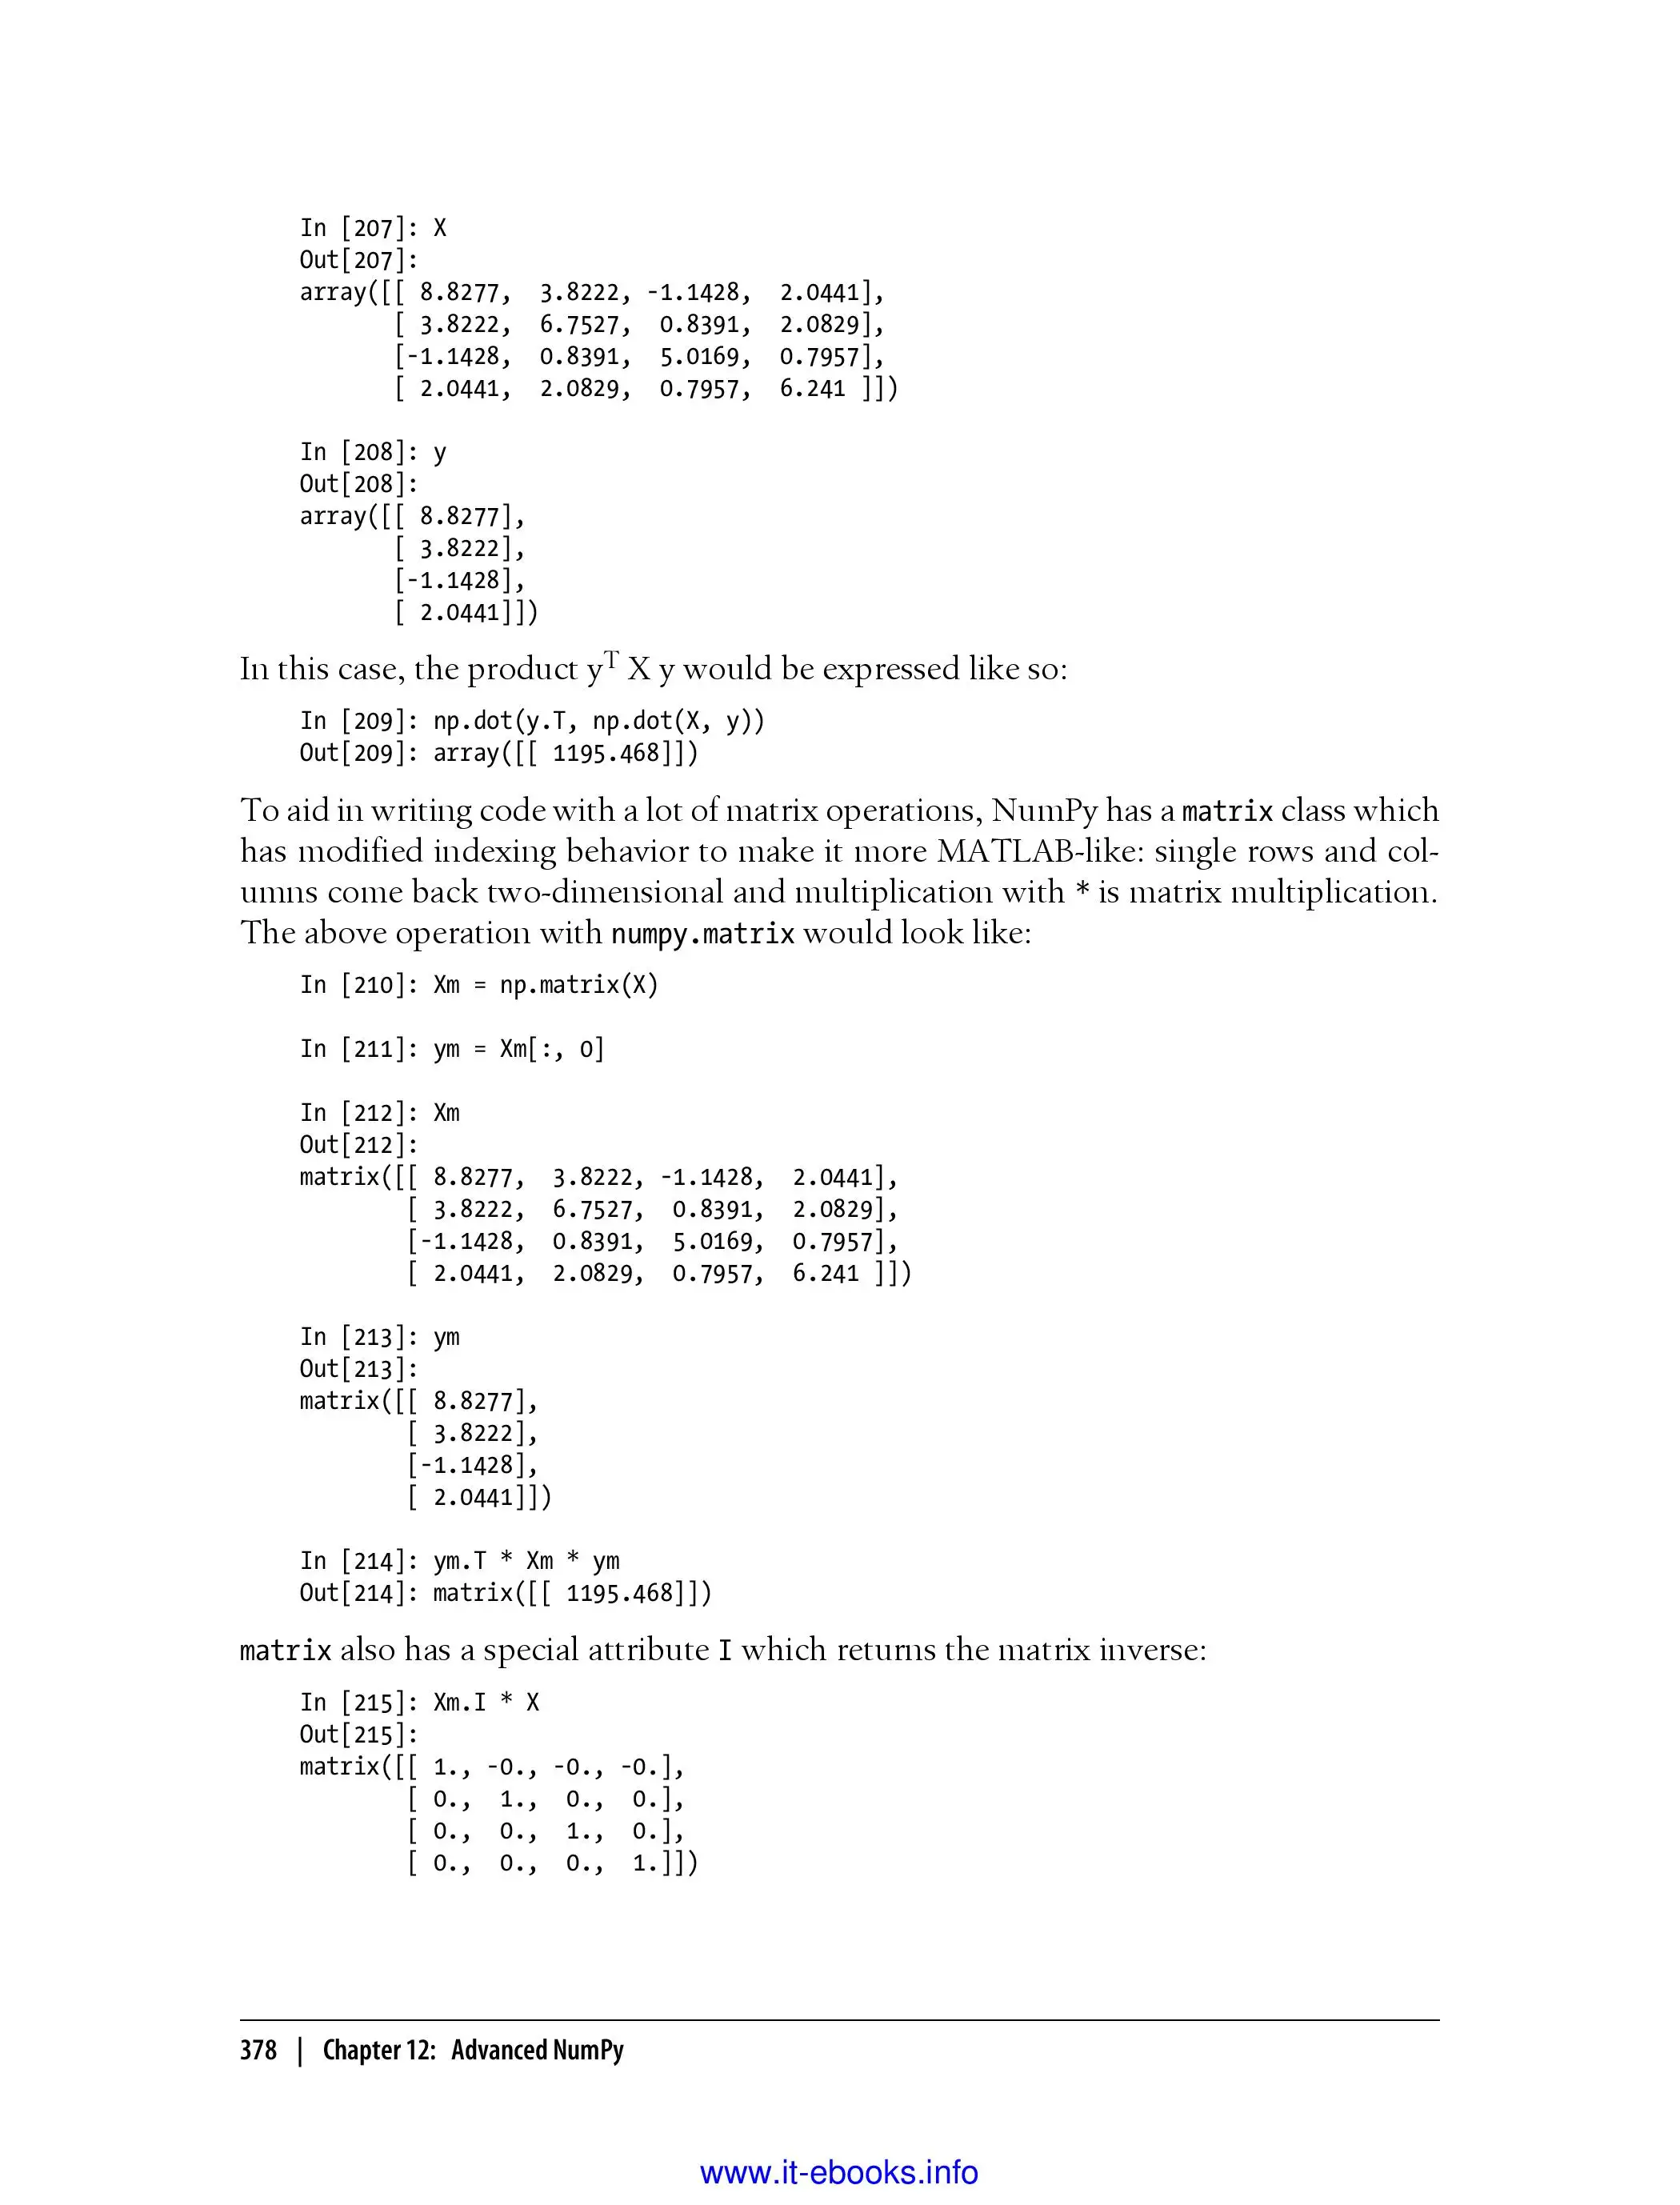 In [207]: X
Out[207]:
array([[ 8.8277,  3.8222, -1.1428,  2.0441],
       [ 3.8222,  6.7527,  0.8391,  2.0829],
       [-1.1428,  0.8391,  5.0169,  0.7957],
       [ 2.0441,  2.0829,  0.7957,  6.241 ]])
In [208]: y
Out[208]:
array([[ 8.8277],
       [ 3.8222],
       [-1.1428],
       [ 2.0441]])
In this case, the product yᵀ X y would be expressed like so:
In [209]: np.dot(y.T, np.dot(X, y))
Out[209]: array([[ 1195.468]])
To aid in writing code with a lot of matrix operations, NumPy has a matrix class which
has modified indexing behavior to make it more MATLAB-like: single rows and col-
umns come back two-dimensional and multiplication with * is matrix multiplication.
The above operation with numpy.matrix would look like:
In [210]: Xm = np.matrix(X)
In [211]: ym = Xm[:, 0]
In [212]: Xm
Out[212]:
matrix([[ 8.8277,  3.8222, -1.1428,  2.0441],
        [ 3.8222,  6.7527,  0.8391,  2.0829],
        [-1.1428,  0.8391,  5.0169,  0.7957],
        [ 2.0441,  2.0829,  0.7957,  6.241 ]])
In [213]: ym
Out[213]:
matrix([[ 8.8277],
        [ 3.8222],
        [-1.1428],
        [ 2.0441]])
In [214]: ym.T * Xm * ym
Out[214]: matrix([[ 1195.468]])
matrix also has a special attribute I which returns the matrix inverse:
In [215]: Xm.I * X
Out[215]:
matrix([[ 1., -0., -0., -0.],
        [ 0.,  1.,  0.,  0.],
        [ 0.,  0.,  1.,  0.],
        [ 0.,  0.,  0.,  1.]])
378 | Chapter 12: Advanced NumPy
www.it-ebooks.info